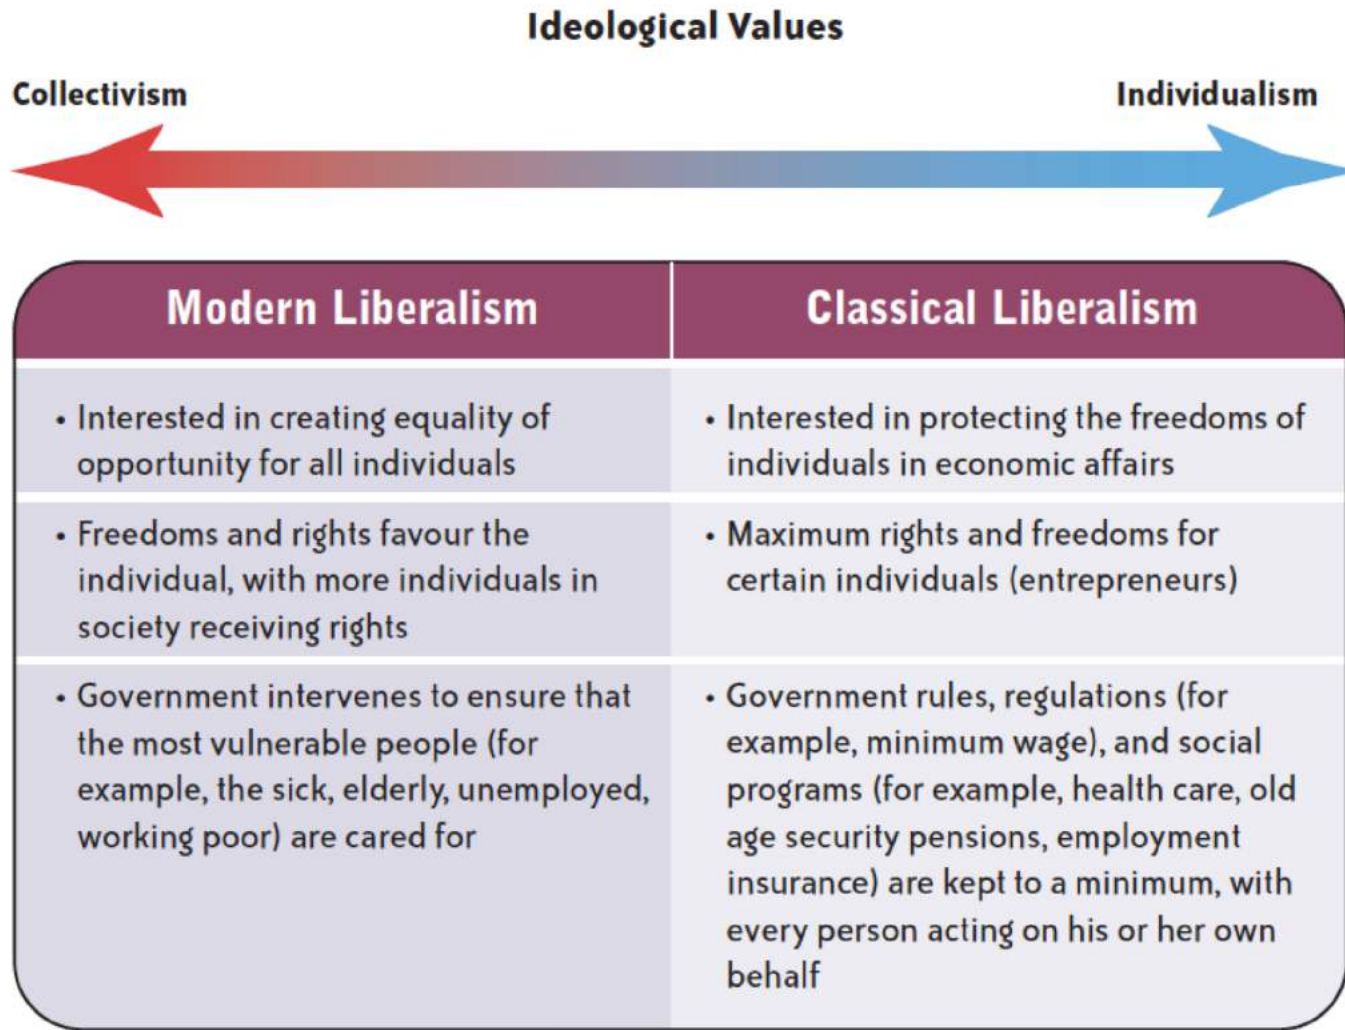 Ideological Values
Collectivism
Individualism
Modern Liberalism
Classical Liberalism
• Interested in creating equality of
opportunity for all individuals
• Interested in protecting the freedoms of
individuals in economic affairs
• Freedoms and rights favour the
individual, with more individuals in
society receiving rights
• Maximum rights and freedoms for
certain individuals (entrepreneurs)
• Government intervenes to ensure that
the most vulnerable people (for
example, the sick, elderly, unemployed,
working poor) are cared for
• Government rules, regulations (for
example, minimum wage), and social
programs (for example, health care, old
age security pensions, employment
insurance) are kept to a minimum, with
every person acting on his or her own
behalf